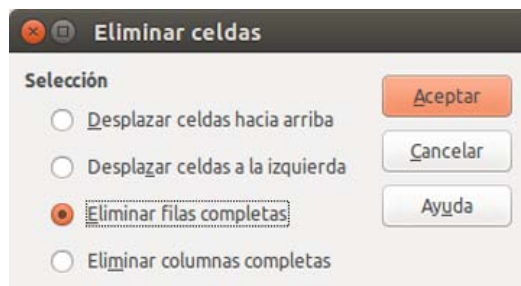 Eliminar celdas
Selección
Desplazar celdas hacia arriba
Desplazar celdas a la izquierda
Eliminar filas completas
Eliminar columnas completas
Aceptar
Cancelar
Ayuda